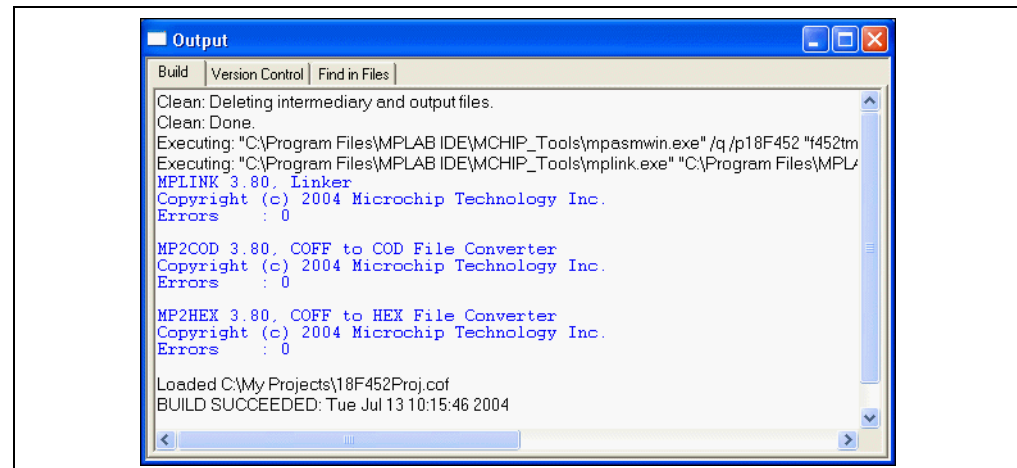 Output
Build Version Control Find in Files
Clean: Deleting intermediary and output files.
Clean: Done.
Executing: "C:\Program Files\MPLAB IDE\MCHIP_Tools\mpasmwin.exe" /q /p18F452 "f452tm
Executing: "C:\Program Files\MPLAB IDE\MCHIP_Tools\mplink.exe" "C:\Program Files\MPLA
MPLINK 3.80, Linker
Copyright (c) 2004 Microchip Technology Inc.
Errors    : 0
MP2COD 3.80, COFF to COD File Converter
Copyright (c) 2004 Microchip Technology Inc.
Errors    : 0
MP2HEX 3.80, COFF to HEX File Converter
Copyright (c) 2004 Microchip Technology Inc.
Errors    : 0
Loaded C:\My Projects\18F452Proj.cof
BUILD SUCCEEDED: Tue Jul 13 10:15:46 2004